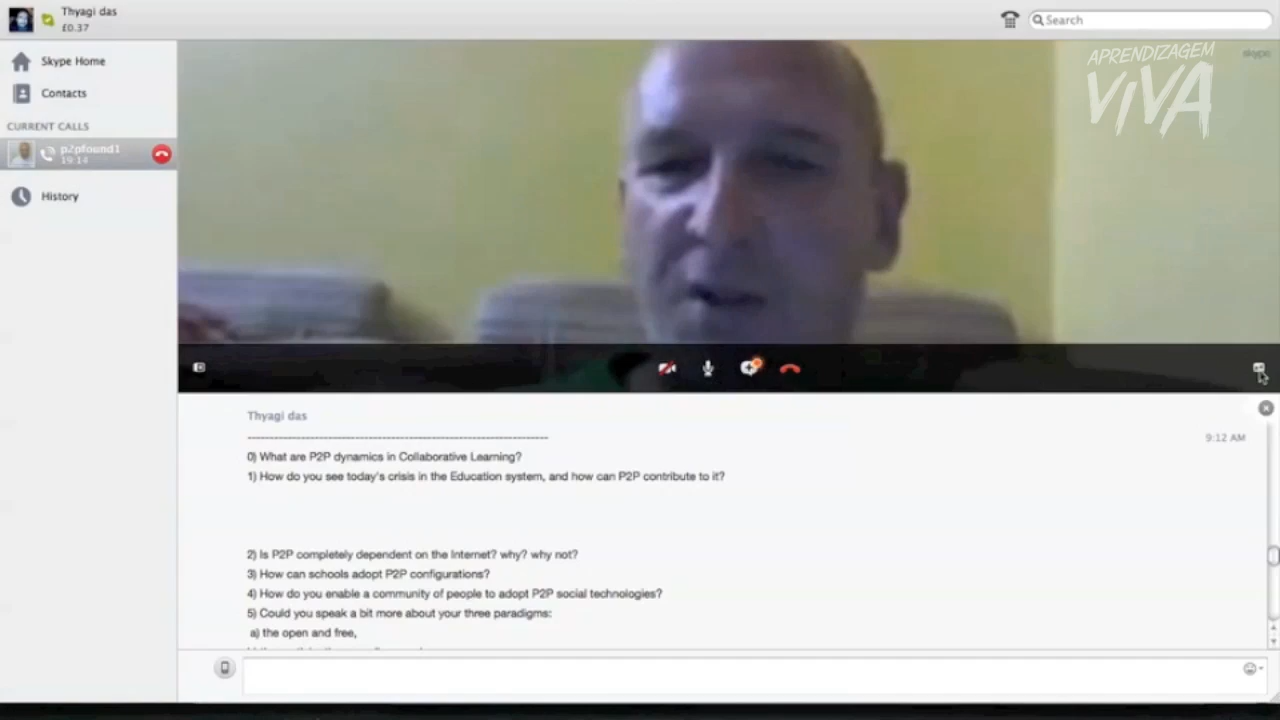 Thyagi das
£0.37
Search
APRENDIZAGEM
VIVA
skype
Skype Home
Contacts
CURRENT CALLS
p2pfound1
19:14
History
Thyagi das
9:12 AM
0) What are P2P dynamics in Collaborative Learning?
1) How do you see today's crisis in the Education system, and how can P2P contribute to it?
2) Is P2P completely dependent on the Internet? why? why not?
3) How can schools adopt P2P configurations?
4) How do you enable a community of people to adopt P2P social technologies?
5) Could you speak a bit more about your three paradigms:
a) the open and free,